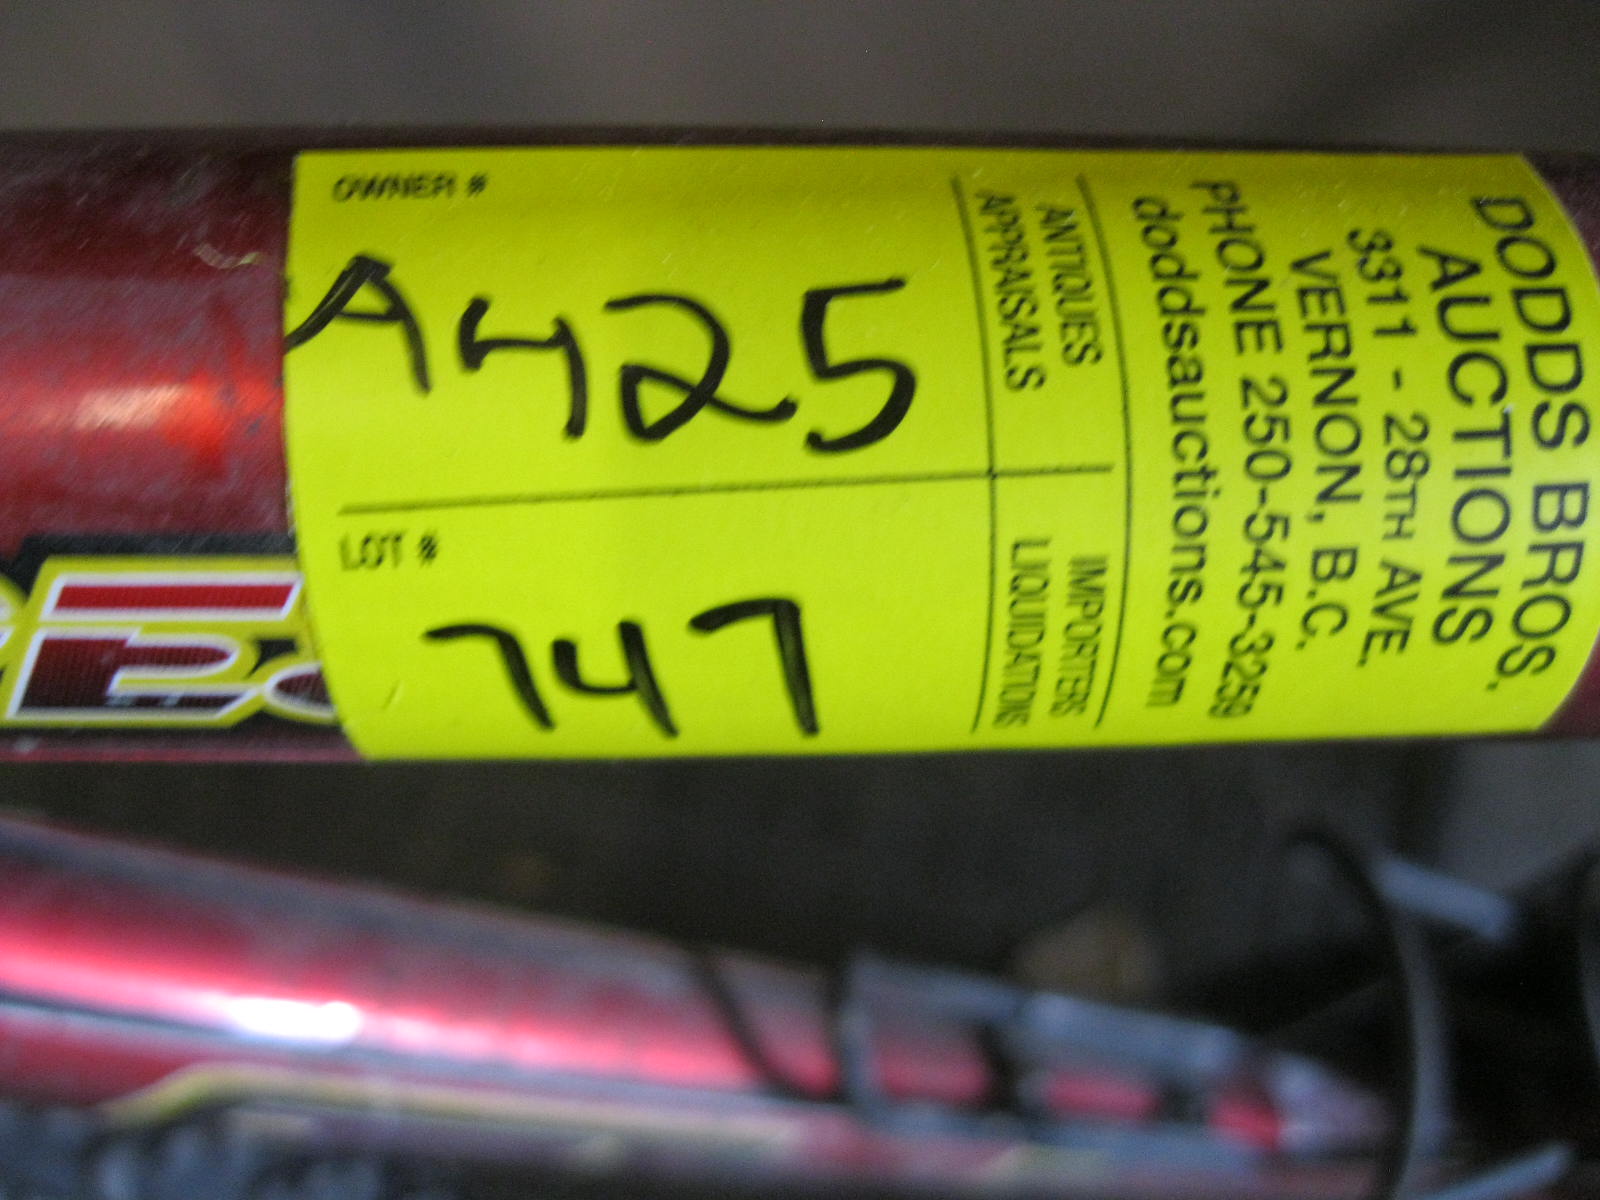 OWNER #
A425
LOT #
747
ANTIQUES
APPRAISALS
IMPORTERS
LIQUIDATIONS
DODDS BROS.
AUCTIONS
3311 - 28TH AVE.
VERNON, B.C.
PHONE 250-545-3259
doddsauctions.com